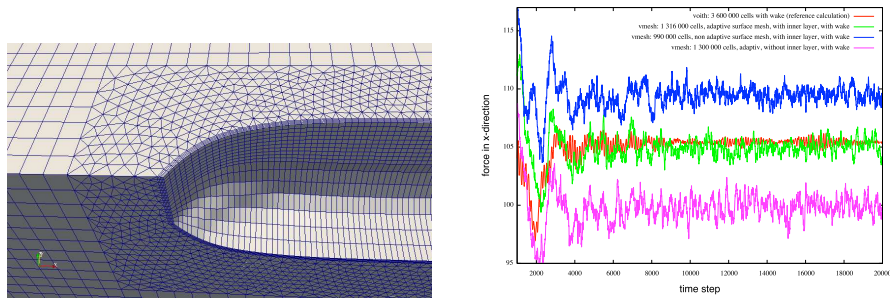 voith: 3 600 000 cells with wake (reference calculation)
vmesh: 1 316 000 cells, adaptive surface mesh, with inner layer, with wake
vmesh: 990 000 cells, non adaptive surface mesh, with inner layer, with wake
vmesh: 1 300 000 cells, adaptiv, without inner layer, with wake
115
110
105
100
95
force in x-direction
2000 4000 6000 8000 10000 12000 14000 16000 18000 20000
time step